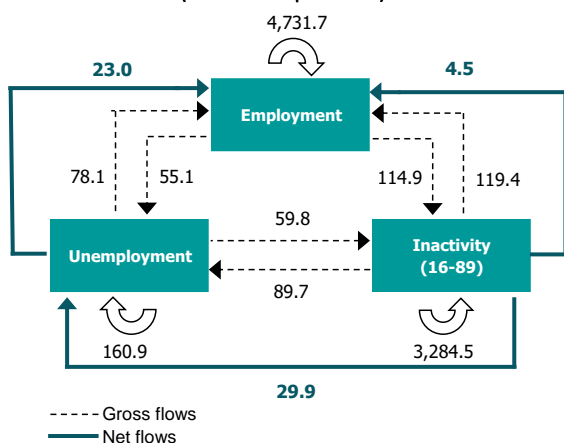 4,731.7
23.0
4.5
Employment
78.1
55.1
114.9
119.4
59.8
Unemployment
Inactivity
(16-89)
89.7
160.9
3,284.5
29.9
Gross flows
Net flows